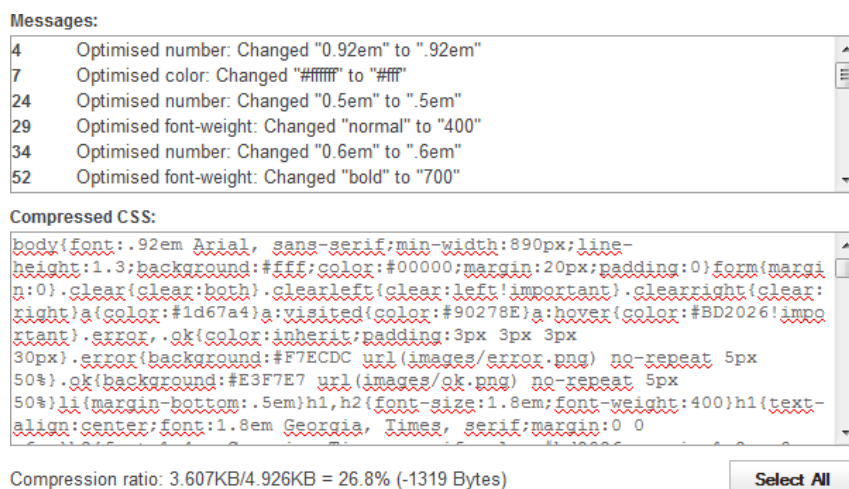 Messages:
4 Optimised number: Changed "0.92em" to ".92em"
7 Optimised color: Changed "#ffffff" to "#fff"
24 Optimised number: Changed "0.5em" to ".5em"
29 Optimised font-weight: Changed "normal" to "400"
34 Optimised number: Changed "0.6em" to ".6em"
52 Optimised font-weight: Changed "bold" to "700"
Compressed CSS:
body{font:.92em Arial, sans-serif;min-width:890px;line-
height:1.3;background:#fff;color:#00000;margin:20px;padding:0}form{margi
n:0}.clear{clear:both}.clearleft{clear:left!important}.clearright{clear:
right}a{color:#1d67a4}a:visited{color:#90278E}a:hover{color:#BD2026!impo
rtant}.error,.ok{color:inherit;padding:3px 3px 3px
30px}.error{background:#F7ECDC url(images/error.png) no-repeat 5px
50%}.ok{background:#E3F7E7 url(images/ok.png) no-repeat 5px
50%}li{margin-bottom:.5em}h1,h2{font-size:1.8em;font-weight:400}h1{text-
align:center;font:1.8em Georgia, Times, serif;margin:0 0
Compression ratio: 3.607KB/4.926KB = 26.8% (-1319 Bytes)
Select All